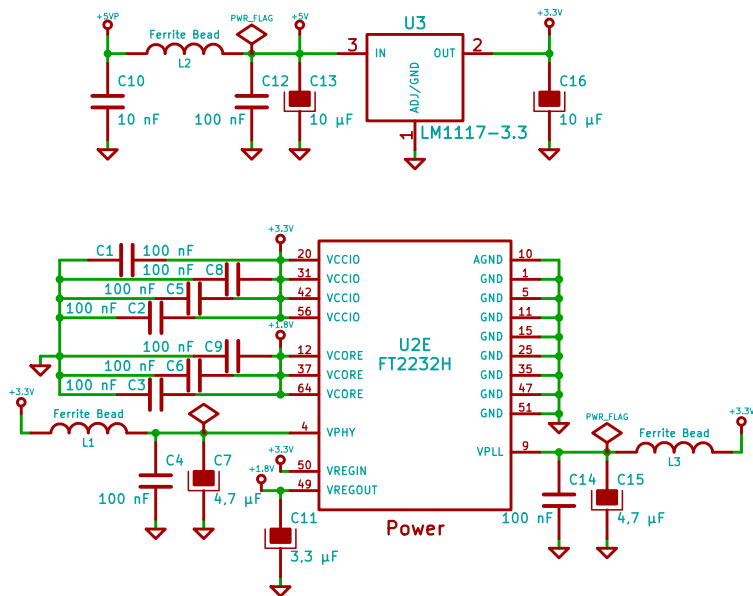 +5VP
PWR_FLAG
+5V
U3
+3.3V
Ferrite Bead
L2
3
IN
OUT
2
ADJ/GND
1
LM1117-3.3
C10
10 nF
C12
100 nF
C13
10 µF
C16
10 µF
+3.3V
C1
100 nF
20
VCCIO
AGND
10
100 nF
C8
31
VCCIO
GND
1
100 nF
C5
42
VCCIO
GND
5
100 nF
C2
56
VCCIO
GND
11
+1.8V
GND
15
U2E
FT2232H
100 nF
C9
12
VCORE
GND
25
100 nF
C6
37
VCORE
GND
35
100 nF
C3
64
VCORE
GND
47
GND
51
+3.3V
Ferrite Bead
L1
4
VPHY
VPLL
9
PWR_FLAG
Ferrite Bead
L3
+3.3V
C4
100 nF
C7
4,7 µF
+3.3V
50
VREGIN
+1.8V
49
VREGOUT
C11
3,3 µF
Power
C14
100 nF
C15
4,7 µF